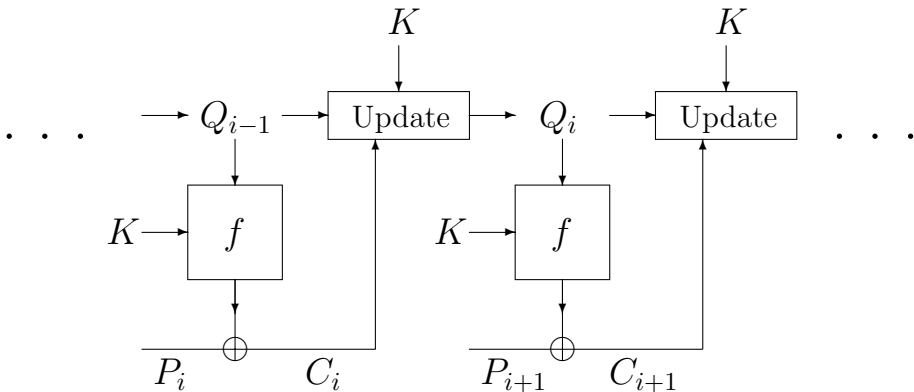 K K
. . . Q_{i-1} Update Q_i Update . . .
K f K f
P_i C_i P_{i+1} C_{i+1}